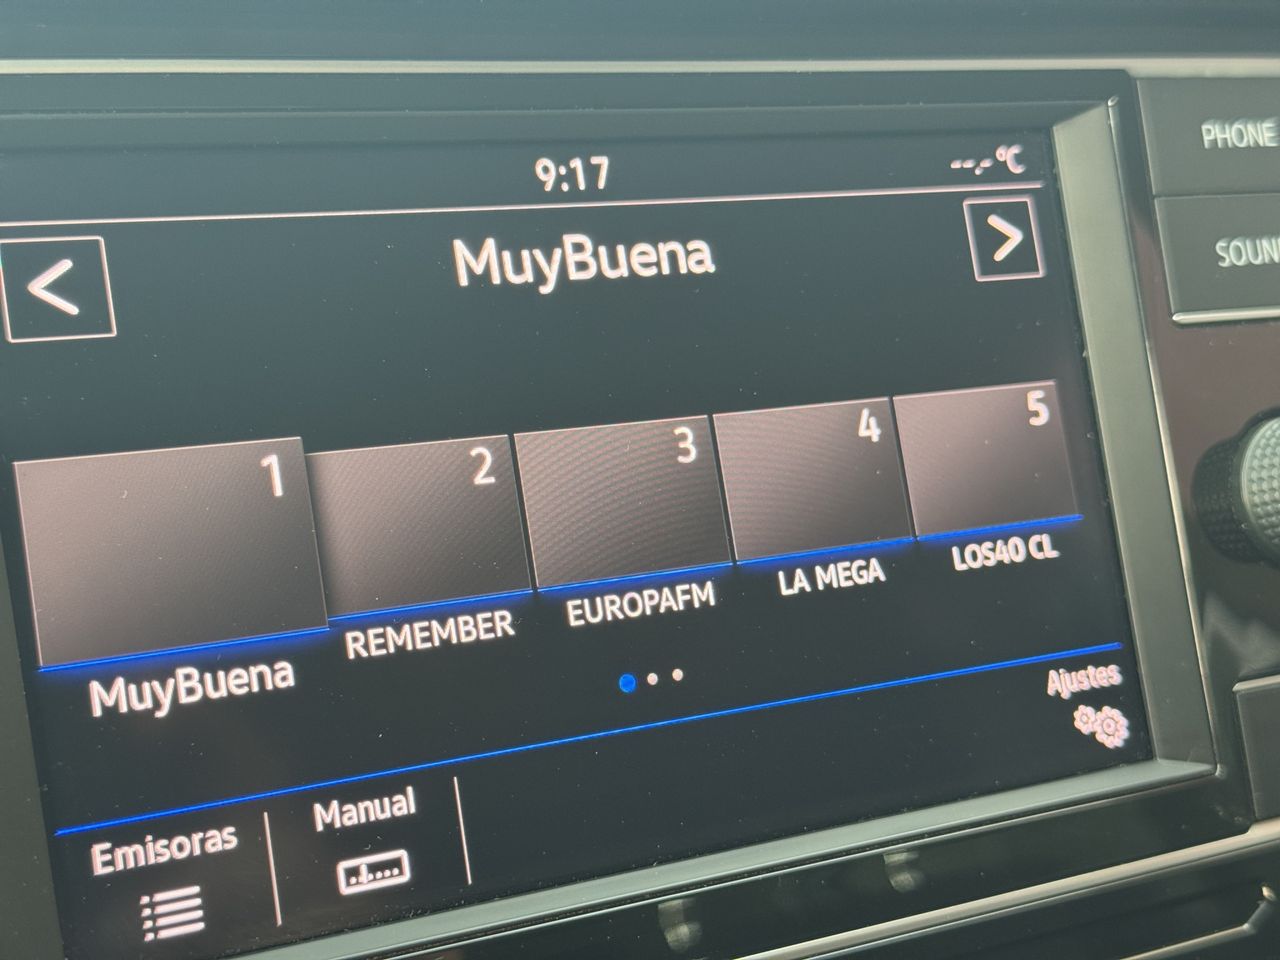 9:17
--.-°C
MuyBuena
1
2
3
4
5
MuyBuena
REMEMBER
EUROPAFM
LA MEGA
LOS40 CL
Ajustes
Emisoras
Manual
PHONE